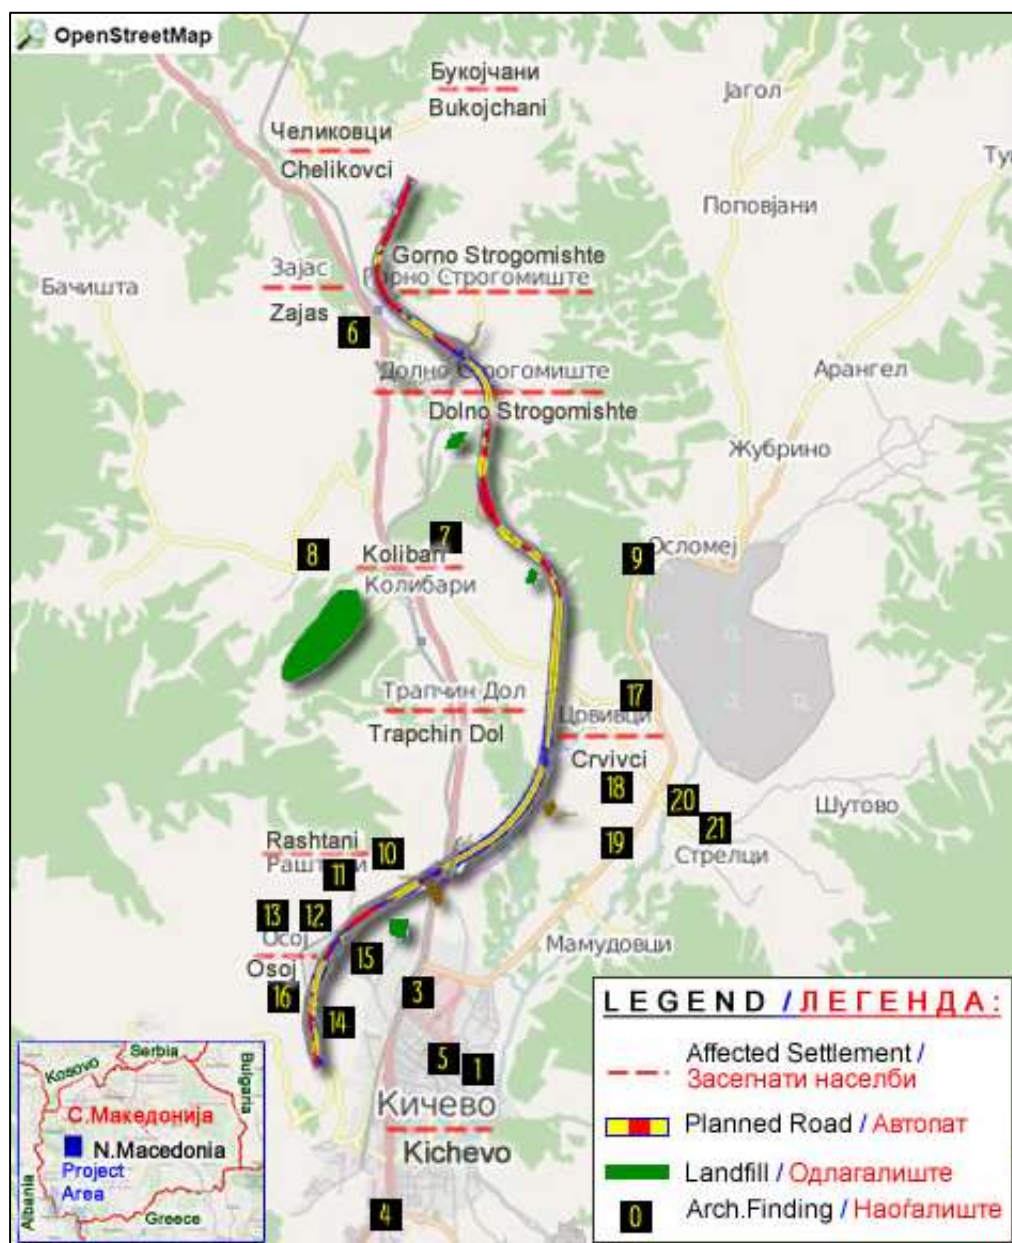 OpenStreetMap
Букојчани
Bukojchani
Јагол
Челиковци
Chelikovci
Поповјани
Gorno Strogomishte
Горно Строгомиште
Зајас
Zajas
Бачишта
6
Долно Строгомиште
Dolno Strogomishte
Арангел
Жубрино
7
8
Kolibari
Колибари
9
Осломеј
Трапчин Дол
Trapchin Dol
17
Црвивци
Crvivci
18
20
21
Шутово
19
Стрелци
Rashtani
10
11
13
12
Осој
Osoj
15
Мамудовци
16
14
3
5
1
Кичево
Kichevo
4
LEGEND / ЛЕГЕНДА:
Affected Settlement /
Засегнати населби
Planned Road / Автопат
Landfill / Одлагалиште
0
Arch.Finding / Наоѓалиште
Kosovo
Serbia
Bulgaria
С.Македонија
N.Macedonia
Project
Area
Albania
Greece